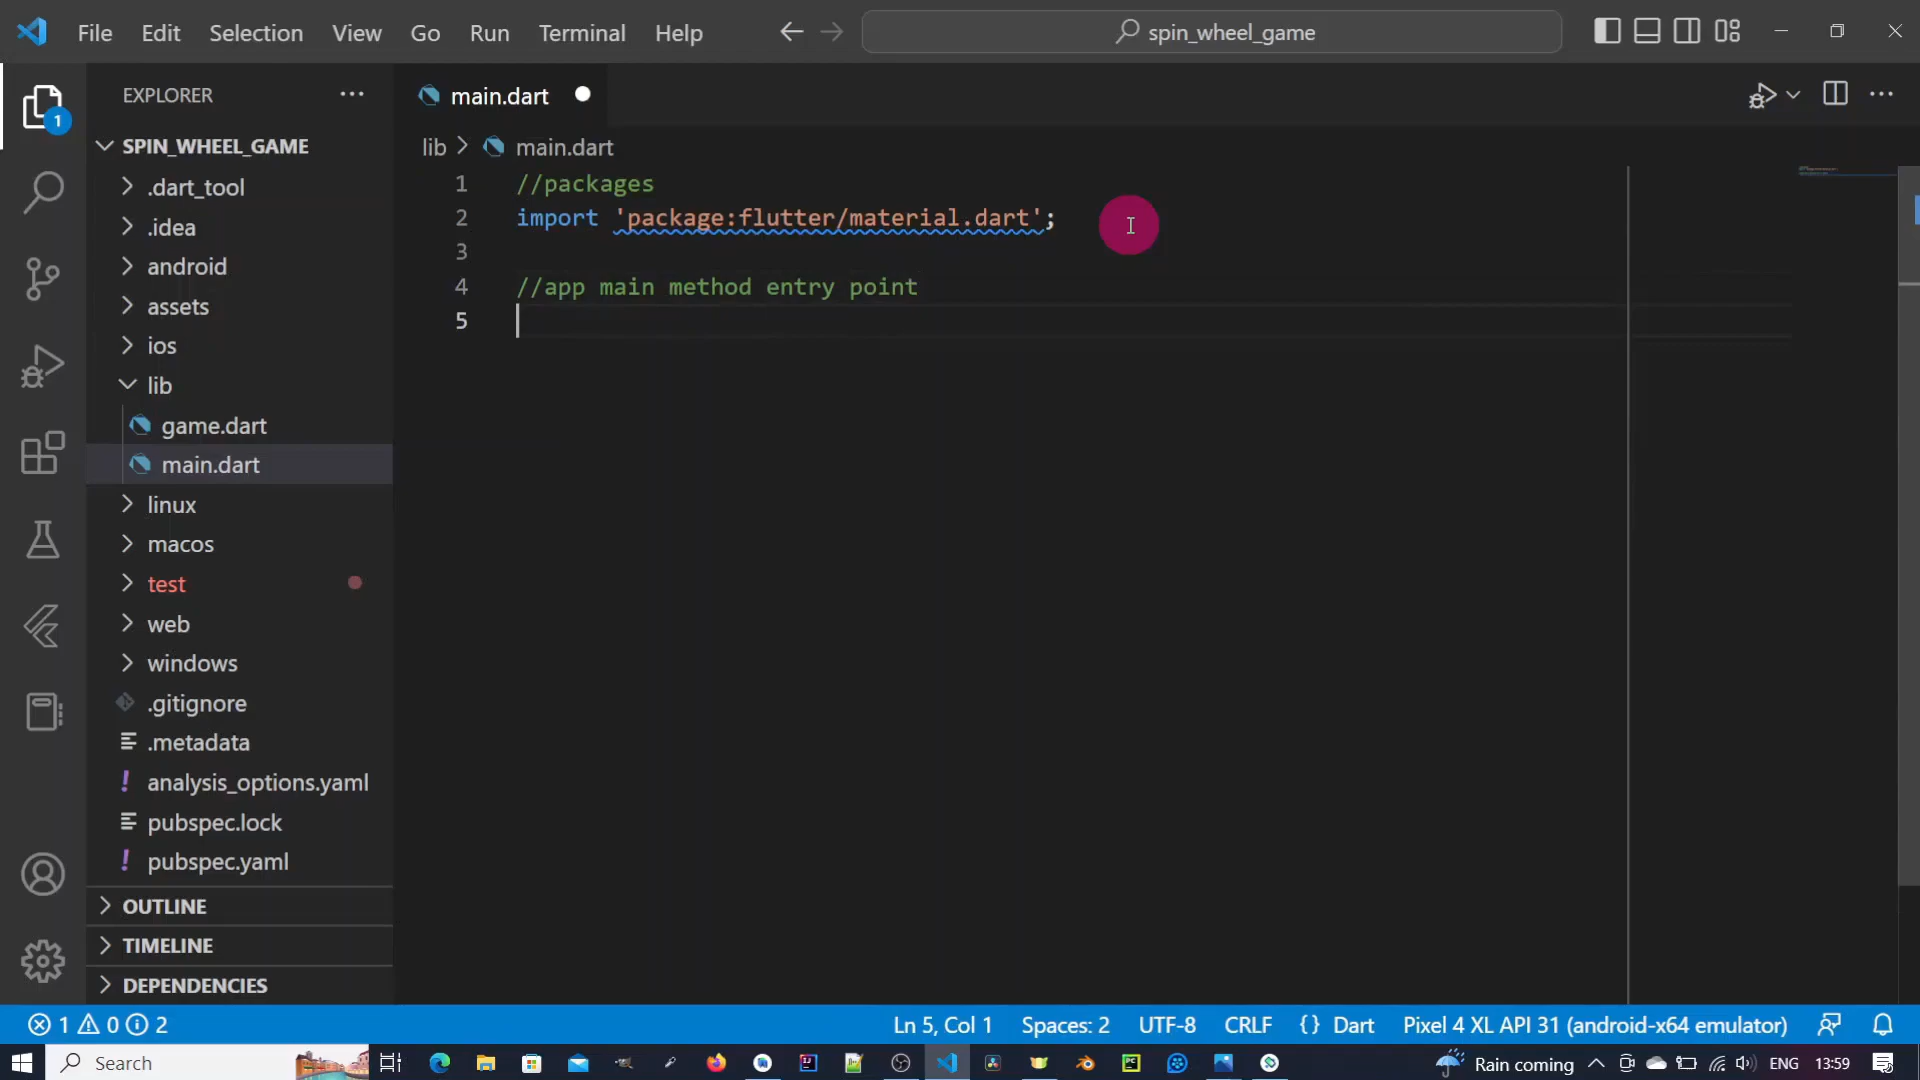 File Edit Selection View Go Run Terminal Help spin_wheel_game
EXPLORER
main.dart
1
SPIN_WHEEL_GAME
.dart_tool
.idea
android
assets
ios
lib
game.dart
main.dart
linux
macos
test
web
windows
.gitignore
.metadata
analysis_options.yaml
pubspec.lock
pubspec.yaml
OUTLINE
TIMELINE
DEPENDENCIES
lib main.dart
1 //packages
2 import 'package:flutter/material.dart';
3
4 //app main method entry point
5
1 0 2 Ln 5, Col 1 Spaces: 2 UTF-8 CRLF {} Dart Pixel 4 XL API 31 (android-x64 emulator)
Search Rain coming ENG 13:59